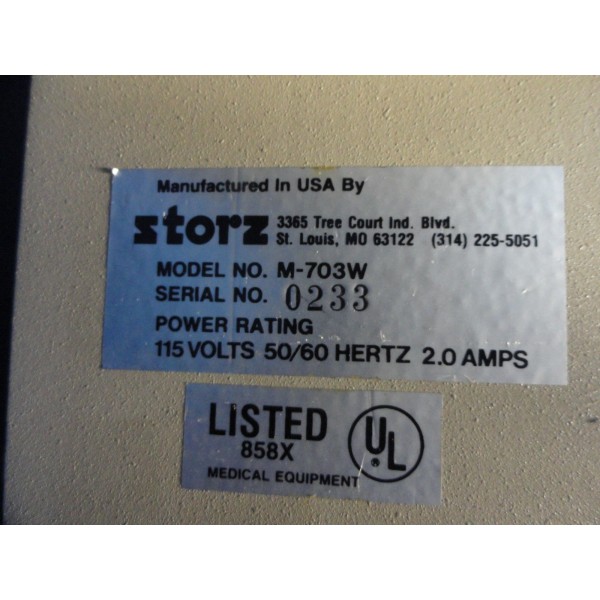 Manufactured In USA By
storz 3365 Tree Court Ind. Blvd.
St. Louis, MO 63122 (314) 225-5051
MODEL NO. M-703W
SERIAL NO. 0233
POWER RATING
115 VOLTS 50/60 HERTZ 2.0 AMPS
LISTED
858X
MEDICAL EQUIPMENT
UL
®